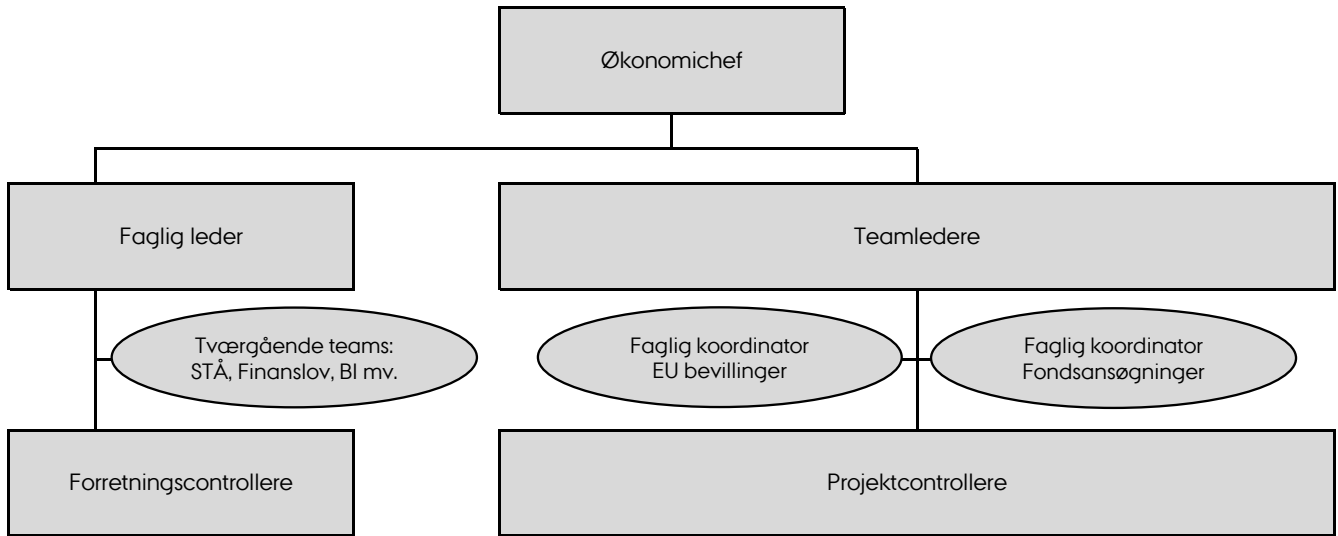 Økonomichef
Faglig leder
Teamledere
Tværgående teams:
STÅ, Finanslov, BI mv.
Faglig koordinator
EU bevillinger
Faglig koordinator
Fondsansøgninger
Forretningscontrollere
Projektcontrollere